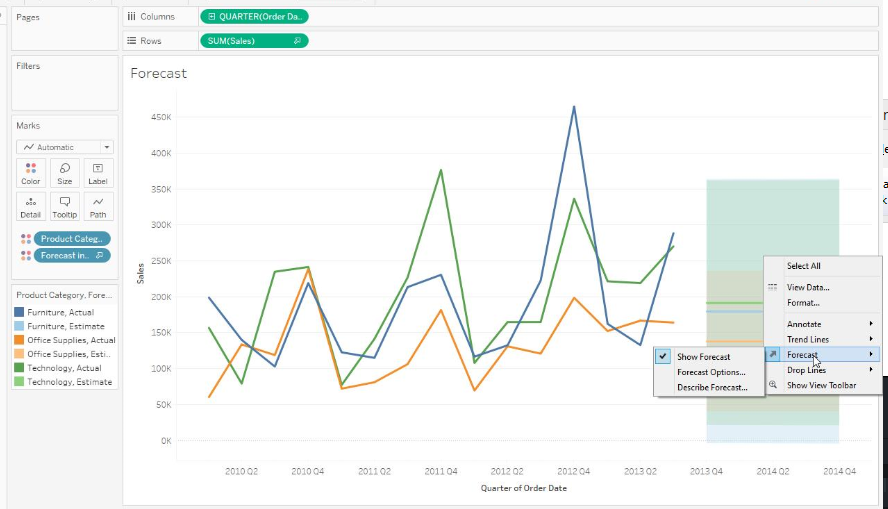 Pages
Columns
QUARTER(Order Da..
Rows
SUM(Sales)
Filters
Marks
Automatic
Color
Size
Label
Detail
Tooltip
Path
Product Categ..
Forecast in..
Product Category, Fore...
Furniture, Actual
Furniture, Estimate
Office Supplies, Actual
Office Supplies, Esti..
Technology, Actual
Technology, Estimate
Forecast
450K
400K
350K
300K
250K
200K
150K
100K
50K
0K
Sales
2010 Q2
2010 Q4
2011 Q2
2011 Q4
2012 Q2
2012 Q4
2013 Q2
2013 Q4
2014 Q2
2014 Q4
Quarter of Order Date
Select All
View Data...
Format...
Annotate
Trend Lines
Forecast
Drop Lines
Show View Toolbar
Show Forecast
Forecast Options...
Describe Forecast...